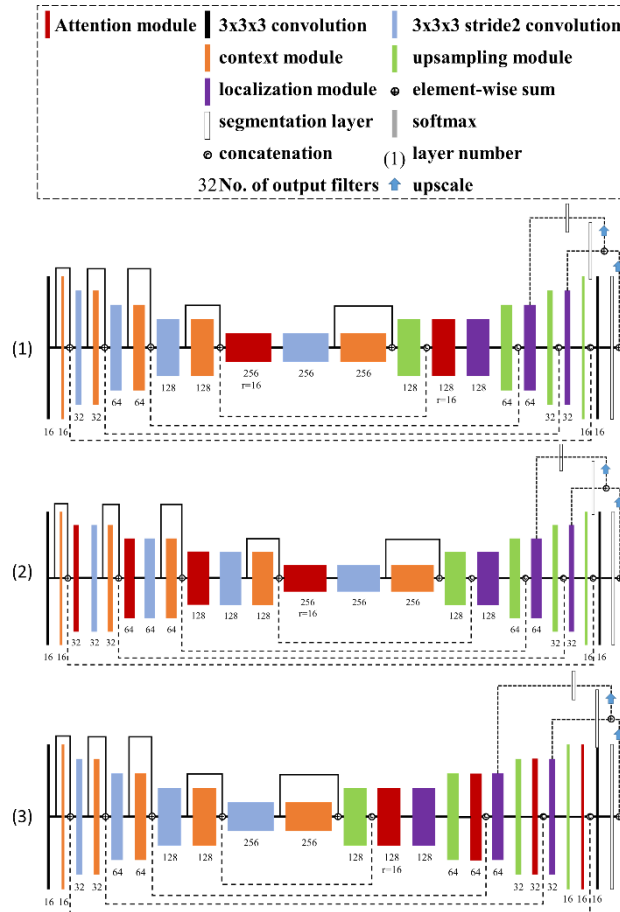 Attention module 3x3x3 convolution 3x3x3 stride2 convolution
context module upsampling module
localization module element-wise sum
segmentation layer softmax
concatenation (1) layer number
32 No. of output filters upscale
(1)
16 16 32 32 64 64 128 128 256 256 256 128 128 128 64 64 32 32 16 16
r=16 r=16
(2)
16 16 32 32 32 64 64 64 128 128 128 256 256 256 128 128 64 64 32 32 16 16
r=16
(3)
16 16 32 32 64 64 128 128 256 256 128 128 128 64 64 64 32 32 32 16 16 16
r=16